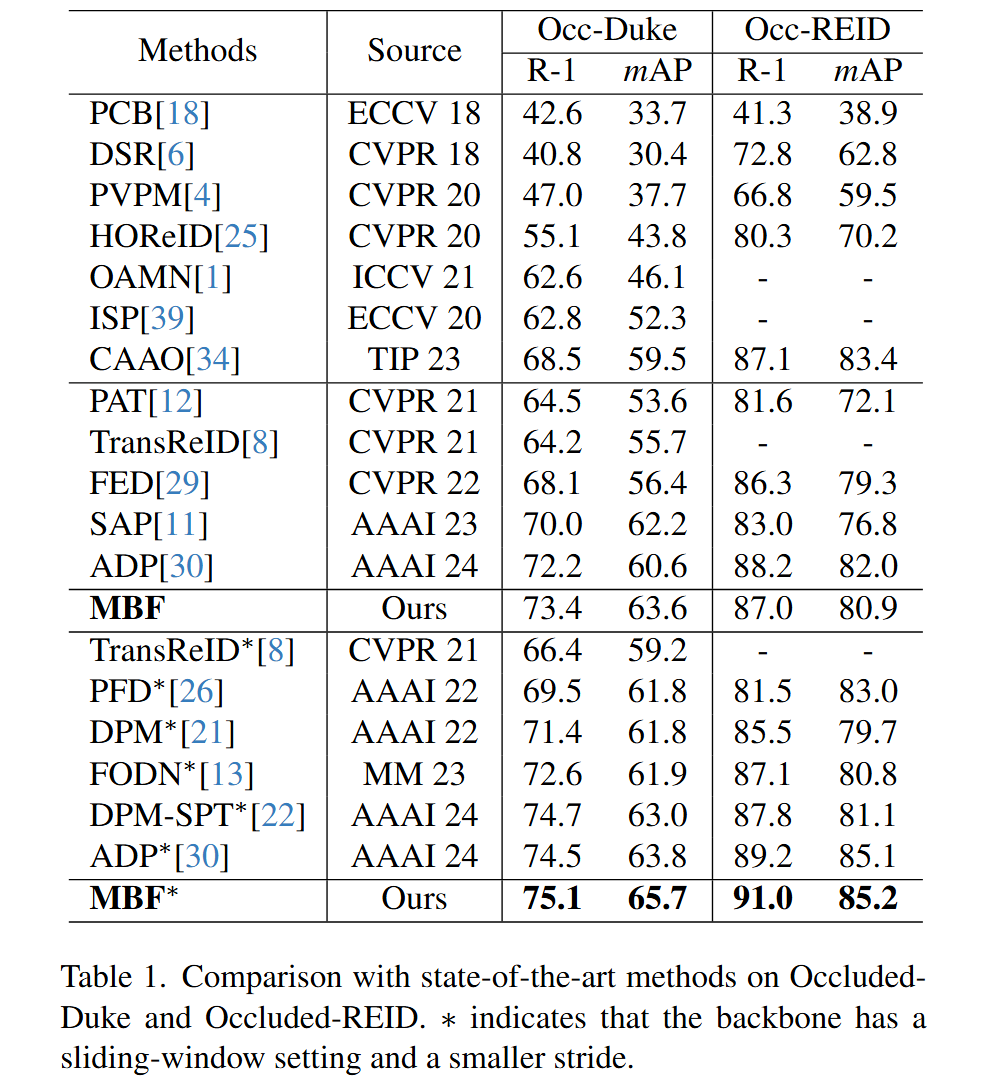 Methods Source Occ-Duke Occ-REID
R-1 mAP R-1 mAP
PCB[18] ECCV 18 42.6 33.7 41.3 38.9
DSR[6] CVPR 18 40.8 30.4 72.8 62.8
PVPM[4] CVPR 20 47.0 37.7 66.8 59.5
HOReID[25] CVPR 20 55.1 43.8 80.3 70.2
OAMN[1] ICCV 21 62.6 46.1 - -
ISP[39] ECCV 20 62.8 52.3 - -
CAAO[34] TIP 23 68.5 59.5 87.1 83.4
PAT[12] CVPR 21 64.5 53.6 81.6 72.1
TransReID[8] CVPR 21 64.2 55.7 - -
FED[29] CVPR 22 68.1 56.4 86.3 79.3
SAP[11] AAAI 23 70.0 62.2 83.0 76.8
ADP[30] AAAI 24 72.2 60.6 88.2 82.0
MBF Ours 73.4 63.6 87.0 80.9
TransReID*[8] CVPR 21 66.4 59.2 - -
PFD*[26] AAAI 22 69.5 61.8 81.5 83.0
DPM*[21] AAAI 22 71.4 61.8 85.5 79.7
FODN*[13] MM 23 72.6 61.9 87.1 80.8
DPM-SPT*[22] AAAI 24 74.7 63.0 87.8 81.1
ADP*[30] AAAI 24 74.5 63.8 89.2 85.1
MBF* Ours 75.1 65.7 91.0 85.2
Table 1. Comparison with state-of-the-art methods on Occluded-
Duke and Occluded-REID. * indicates that the backbone has a
sliding-window setting and a smaller stride.